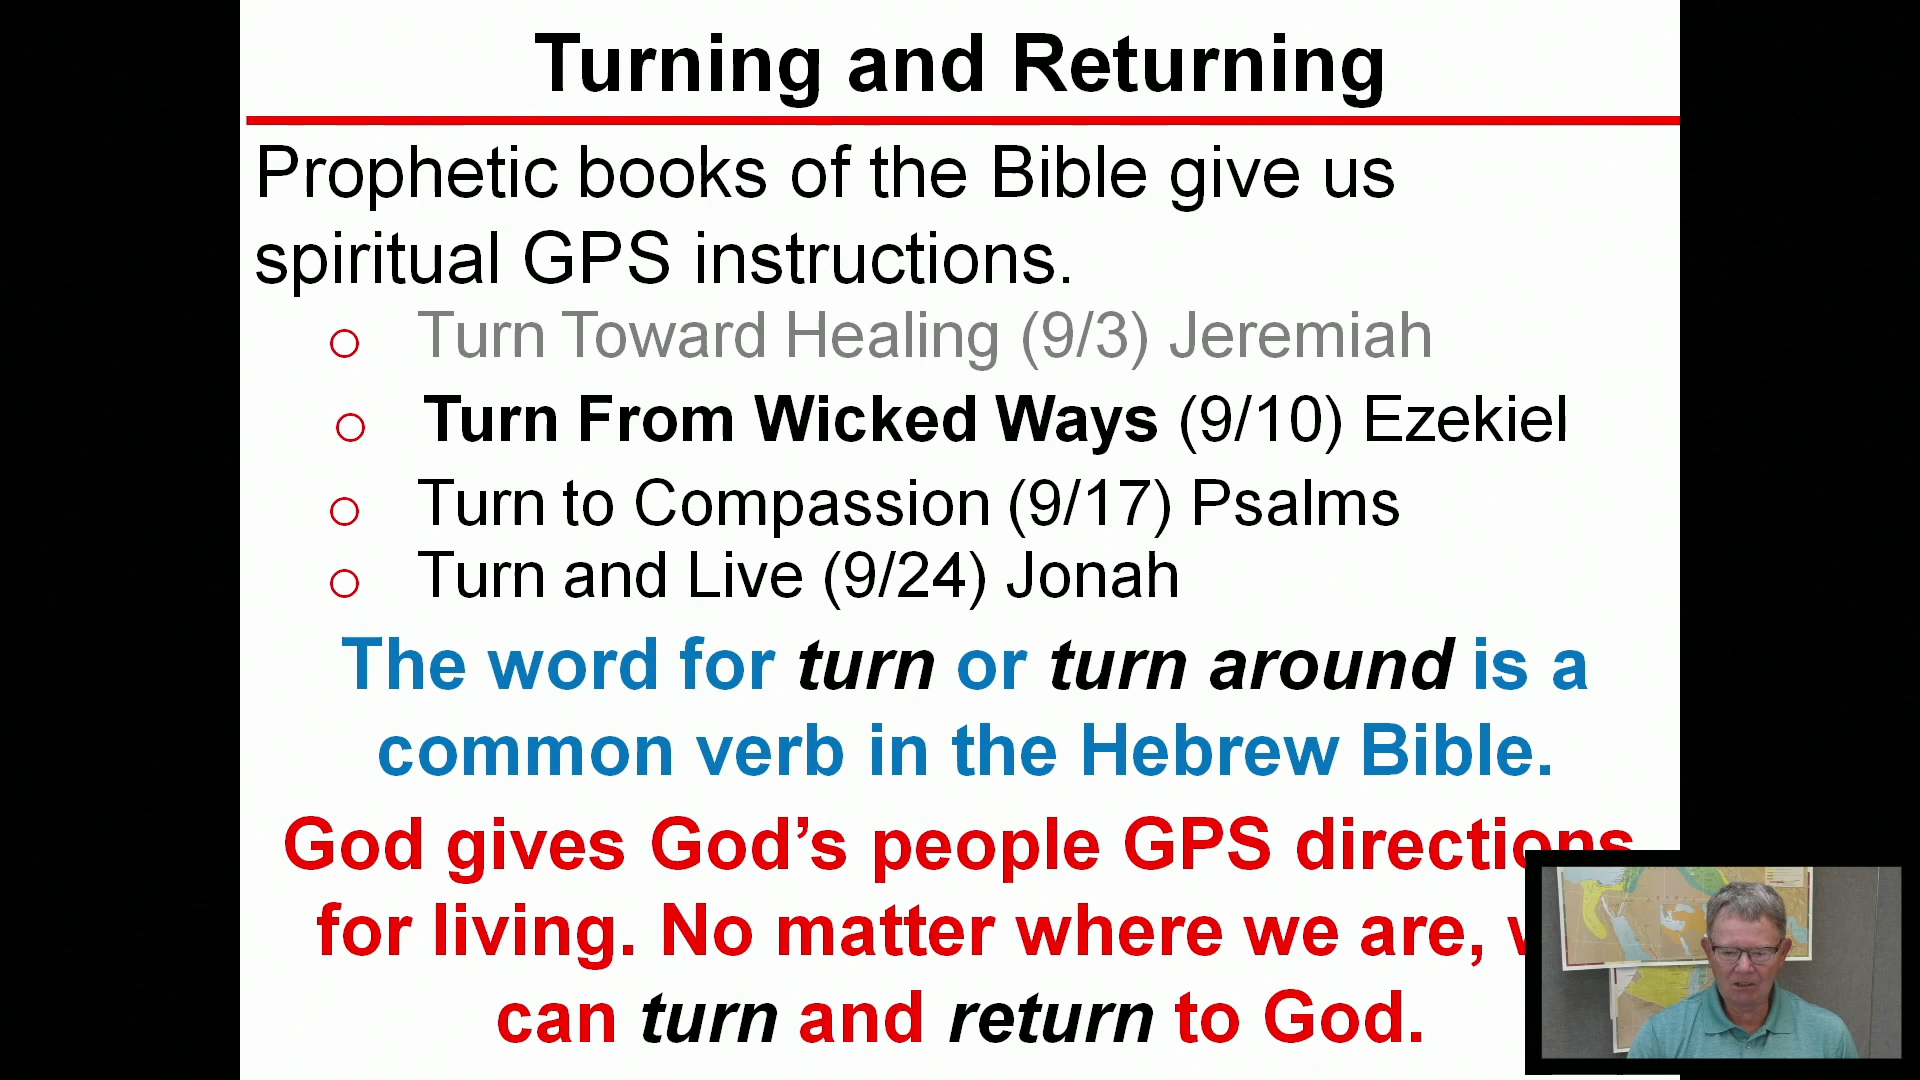 Turning and Returning
Prophetic books of the Bible give us
spiritual GPS instructions.
Turn Toward Healing (9/3) Jeremiah
Turn From Wicked Ways (9/10) Ezekiel
Turn to Compassion (9/17) Psalms
Turn and Live (9/24) Jonah
The word for turn or turn around is a
common verb in the Hebrew Bible.
God gives God’s people GPS directions
for living. No matter where we are,
can turn and return to God.